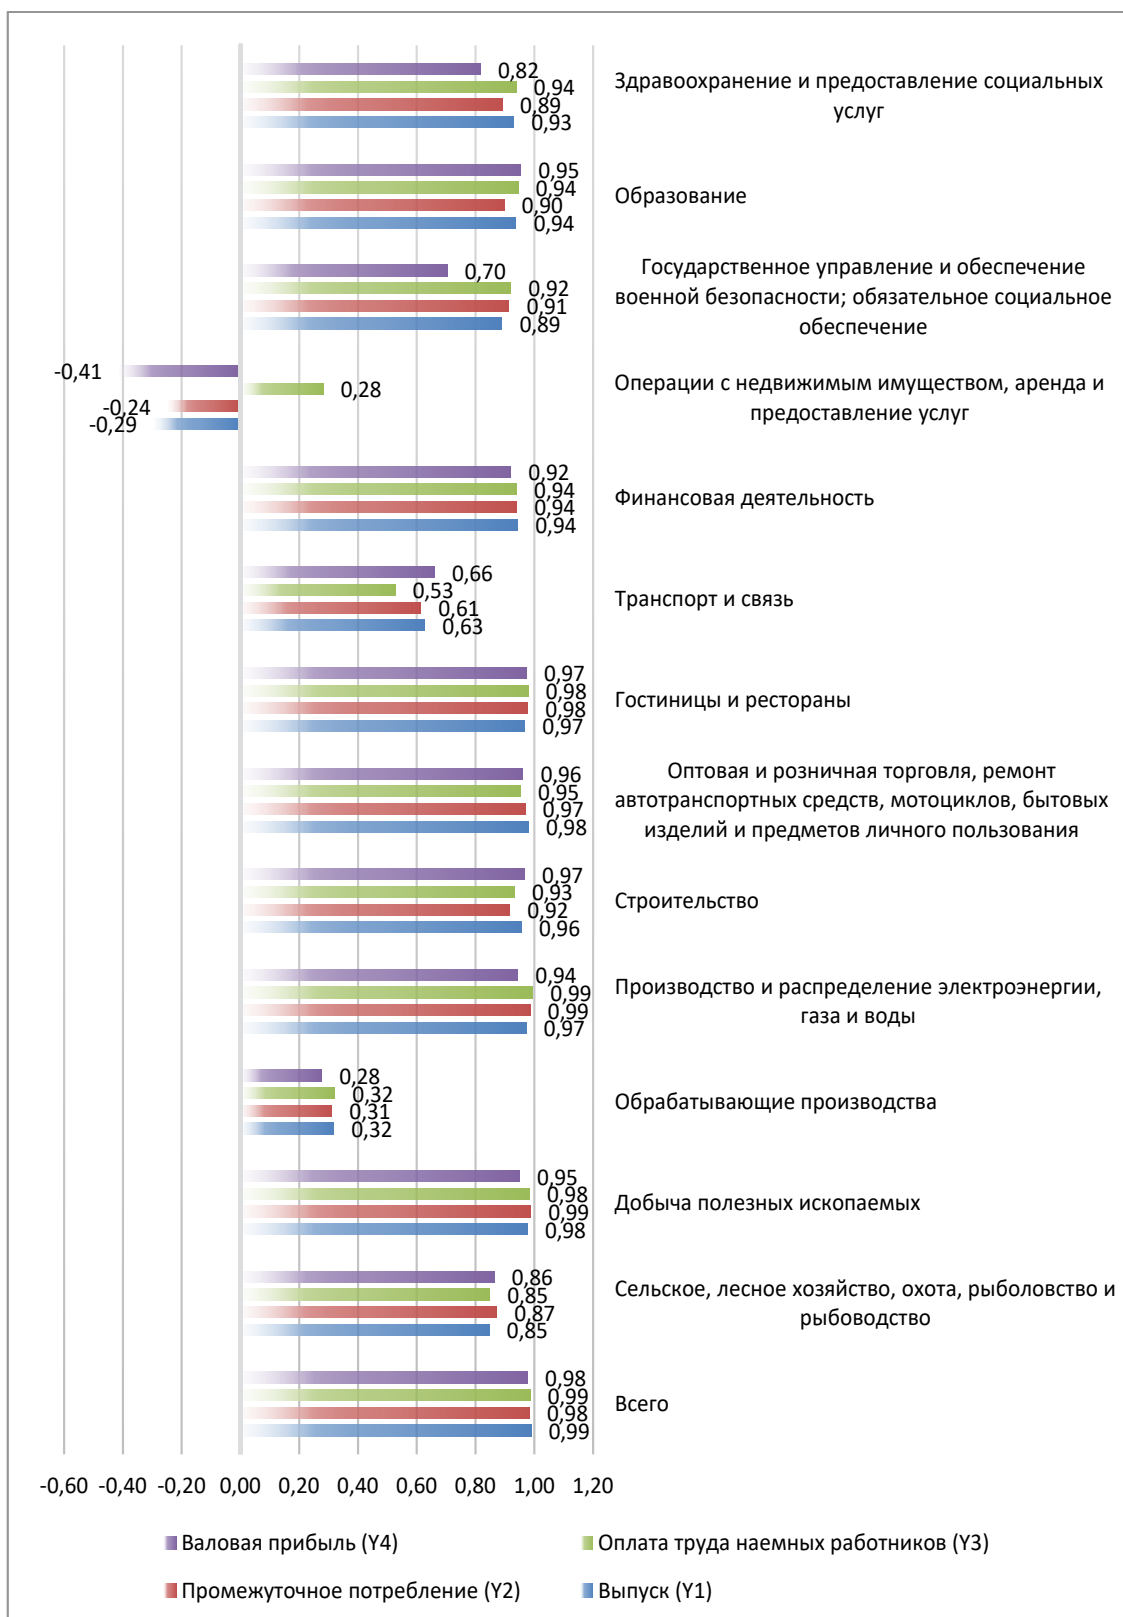 0,82
0,94
0,89
0,93
Здравоохранение и предоставление социальных
услуг
0,95
0,94
0,90
0,94
Образование
0,70
0,92
0,91
0,89
Государственное управление и обеспечение
военной безопасности; обязательное социальное
обеспечение
-0,41
0,28
-0,24
-0,29
Операции с недвижимым имуществом, аренда и
предоставление услуг
0,92
0,94
0,94
0,94
Финансовая деятельность
0,66
0,53
0,61
0,63
Транспорт и связь
0,97
0,98
0,98
0,97
Гостиницы и рестораны
0,96
0,95
0,97
0,98
Оптовая и розничная торговля, ремонт
автотранспортных средств, мотоциклов, бытовых
изделий и предметов личного пользования
0,97
0,93
0,92
0,96
Строительство
0,94
0,99
0,99
0,97
Производство и распределение электроэнергии,
газа и воды
0,28
0,32
0,31
0,32
Обрабатывающие производства
0,95
0,98
0,99
0,98
Добыча полезных ископаемых
0,86
0,85
0,87
0,85
Сельское, лесное хозяйство, охота, рыболовство и
рыбоводство
0,98
0,99
0,98
0,99
Всего
-0,60 -0,40 -0,20 0,00 0,20 0,40 0,60 0,80 1,00 1,20
Валовая прибыль (Y4) Оплата труда наемных работников (Y3)
Промежуточное потребление (Y2) Выпуск (Y1)